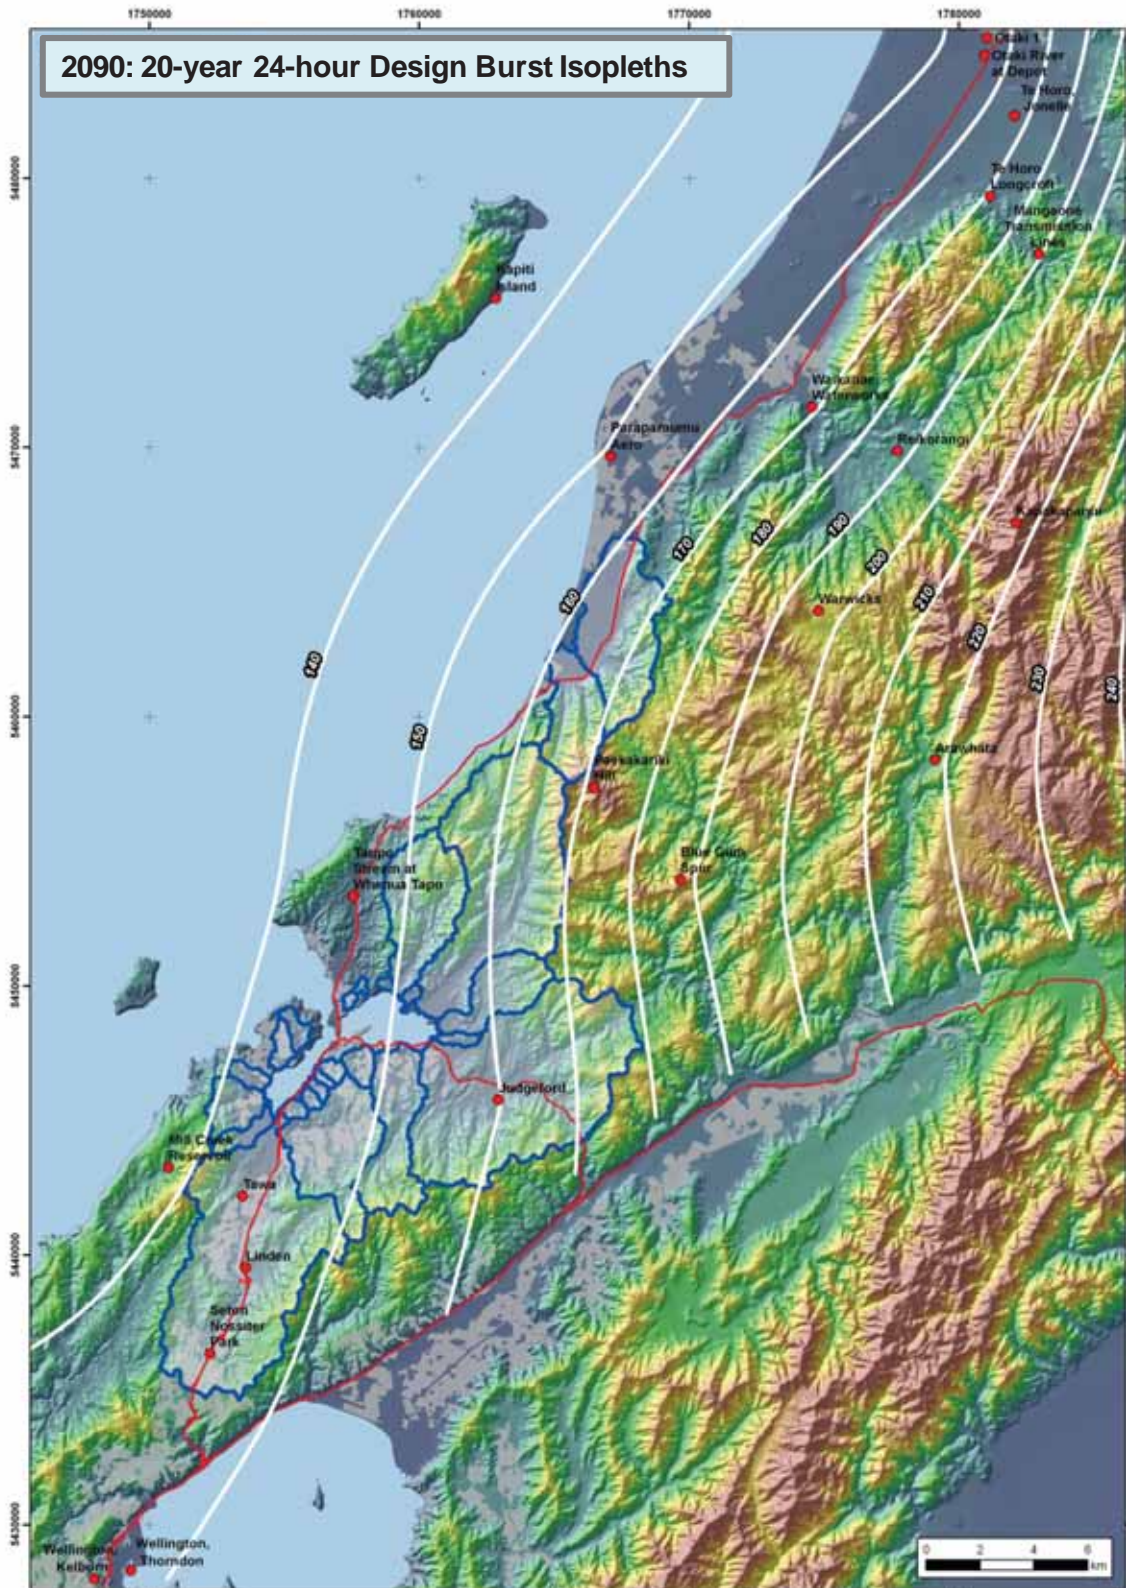 1750000
1760000
1770000
1780000
2090: 20-year 24-hour Design Burst Isopleths
Otaki 1
Otaki River
at Depot
Te Horo,
Jonelle
5480000
Te Horo
Longcroft
Mangaone
Transmission
Lines
Kapiti
Island
Waikanae
Waterworks
Paraparaumu
Aero
5470000
Reikorangi
Kapakapanui
170
180
190
200
210
160
Warwicks
220
140
230
240
150
5460000
Arawhata
Paekakariki
Hill
Taupo
Stream at
Whenua Tapu
Blue Gum
Spur
5450000
Judgeford
Mill Creek
Reservoir
Tawa
5440000
Linden
Seton
Nossiter
Park
5430000
Wellington,
Kelburn
Wellington,
Thorndon
0 2 4 6
km